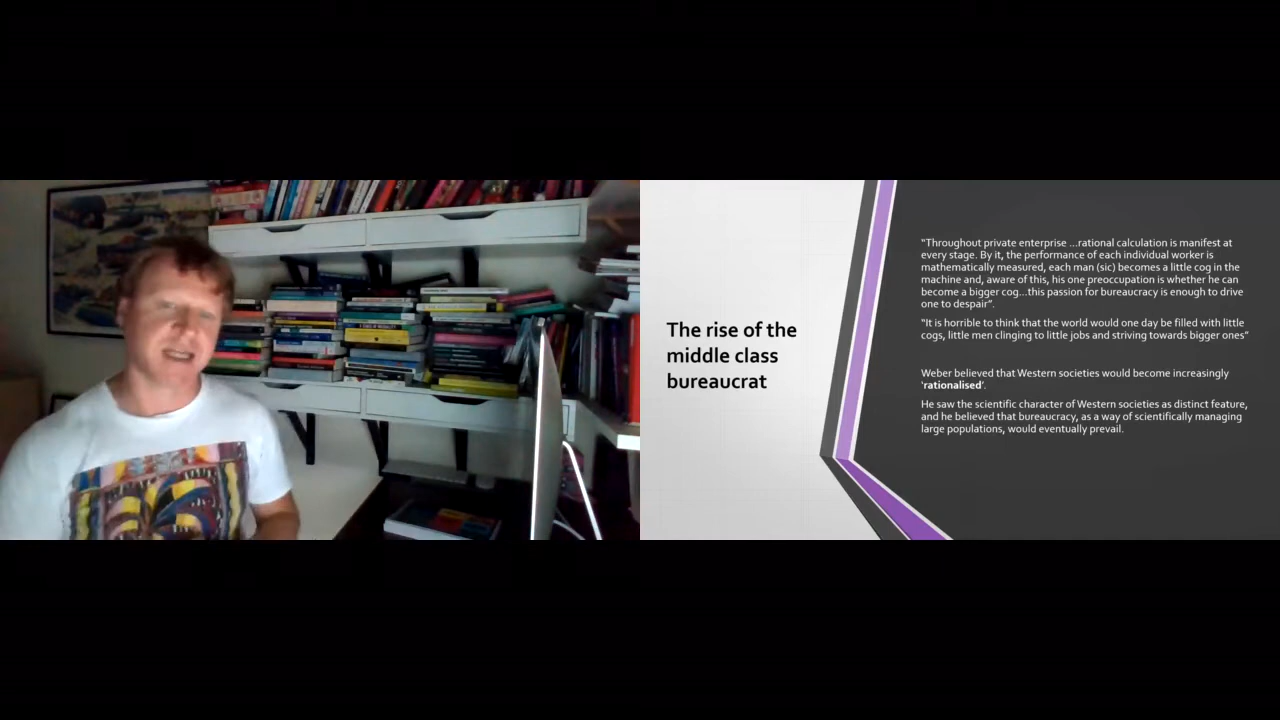 The rise of the
middle class
bureaucrat
“Throughout private enterprise ...rational calculation is manifest at
every stage. By it, the performance of each individual worker is
mathematically measured, each man (sic) becomes a little cog in the
machine and, aware of this, his one preoccupation is whether he can
become a bigger cog...this passion for bureaucracy is enough to drive
one to despair”.
“It is horrible to think that the world would one day be filled with little
cogs, little men clinging to little jobs and striving towards bigger ones”
Weber believed that Western societies would become increasingly
‘rationalised’.
He saw the scientific character of Western societies as distinct feature,
and he believed that bureaucracy, as a way of scientifically managing
large populations, would eventually prevail.